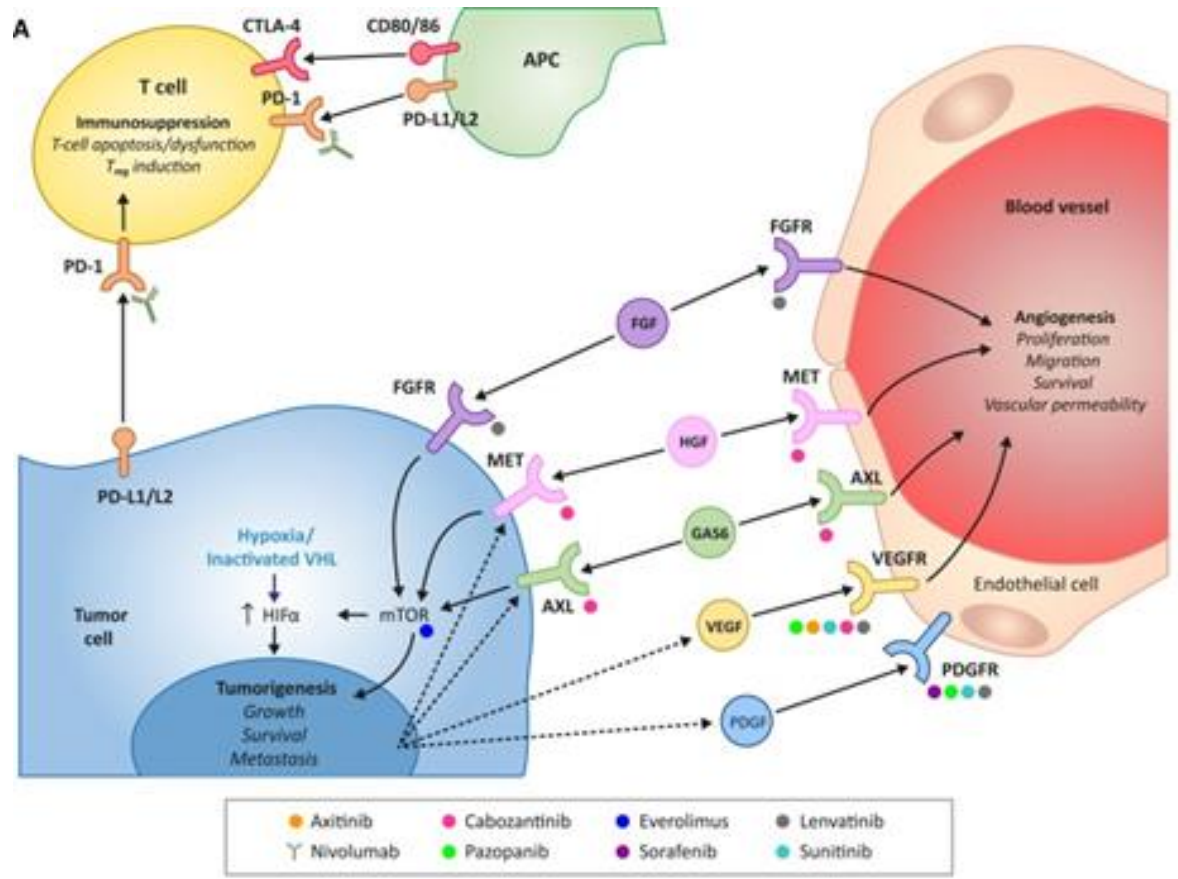 A
CTLA-4
CD80/86
APC
T cell
PD-1
PD-L1/L2
Immunosuppression
T-cell apoptosis/dysfunction
Treg induction
PD-1
PD-L1/L2
Blood vessel
FGFR
FGF
Angiogenesis
Proliferation
Migration
Survival
Vascular permeability
FGFR
MET
HGF
MET
AXL
GAS6
AXL
VEGFR
VEGF
Endothelial cell
PDGFR
PDGF
Hypoxia/
Inactivated VHL
↑ HIFα
mTOR
Tumor
cell
Tumorigenesis
Growth
Survival
Metastasis
Axitinib
Cabozantinib
Everolimus
Lenvatinib
Nivolumab
Pazopanib
Sorafenib
Sunitinib